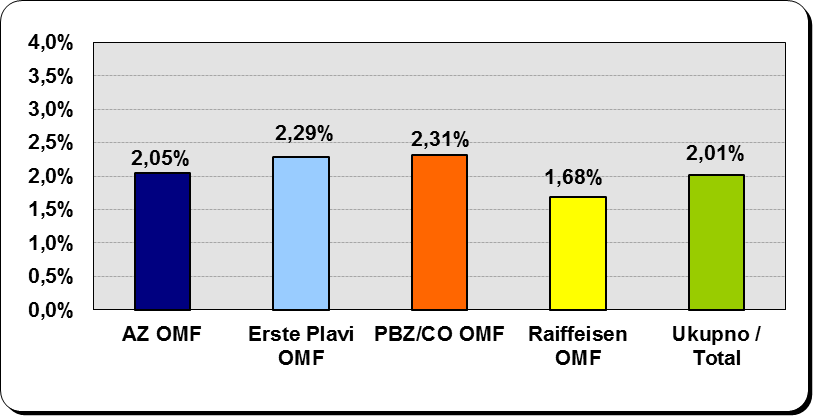 4,0%
3,5%
3,0%
2,5%
2,0%
1,5%
1,0%
0,5%
0,0%
2,05%
2,29%
2,31%
1,68%
2,01%
AZ OMF
Erste Plavi
OMF
PBZ/CO OMF
Raiffeisen
OMF
Ukupno /
Total